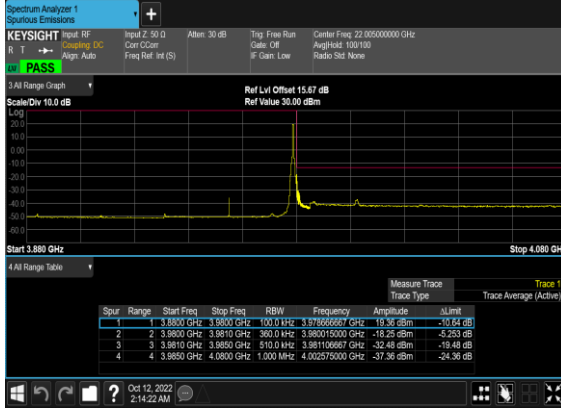 Spectrum Analyzer 1
Spurious Emissions
+
KEYSIGHT Input: RF Input Z: 50 Ω Atten: 30 dB Trig: Free Run Center Freq: 22.005000000 GHz
R T Coupling: DC Corr CCorr Gate: Off Avg|Hold: 100/100
Align: Auto Freq Ref: Int (S) IF Gain: Low Radio Std: None
LNI PASS
3 All Range Graph
Ref Lvl Offset 15.67 dB
Scale/Div 10.0 dB Ref Value 30.00 dBm
Log
20.0
10.0
0.00
-10.0
-20.0
-30.0
-40.0
-50.0
-60.0
Start 3.880 GHz Stop 4.080 GH
4 All Range Table
Measure Trace Trace 1
Trace Type Trace Average (Active)
Spur Range Start Freq Stop Freq RBW Frequency Amplitude ΔLimit
1 1 3.8800 GHz 3.9800 GHz 100.0 kHz 3.978666667 GHz 19.36 dBm -10.64 dB
2 2 3.9800 GHz 3.9810 GHz 360.0 kHz 3.980015000 GHz -18.25 dBm -5.253 dB
3 3 3.9810 GHz 3.9850 GHz 510.0 kHz 3.981106667 GHz -32.48 dBm -19.48 dB
4 4 3.9850 GHz 4.0800 GHz 1.000 MHz 4.002575000 GHz -37.36 dBm -24.36 dB
? Oct 12, 2022
2:14:22 AM